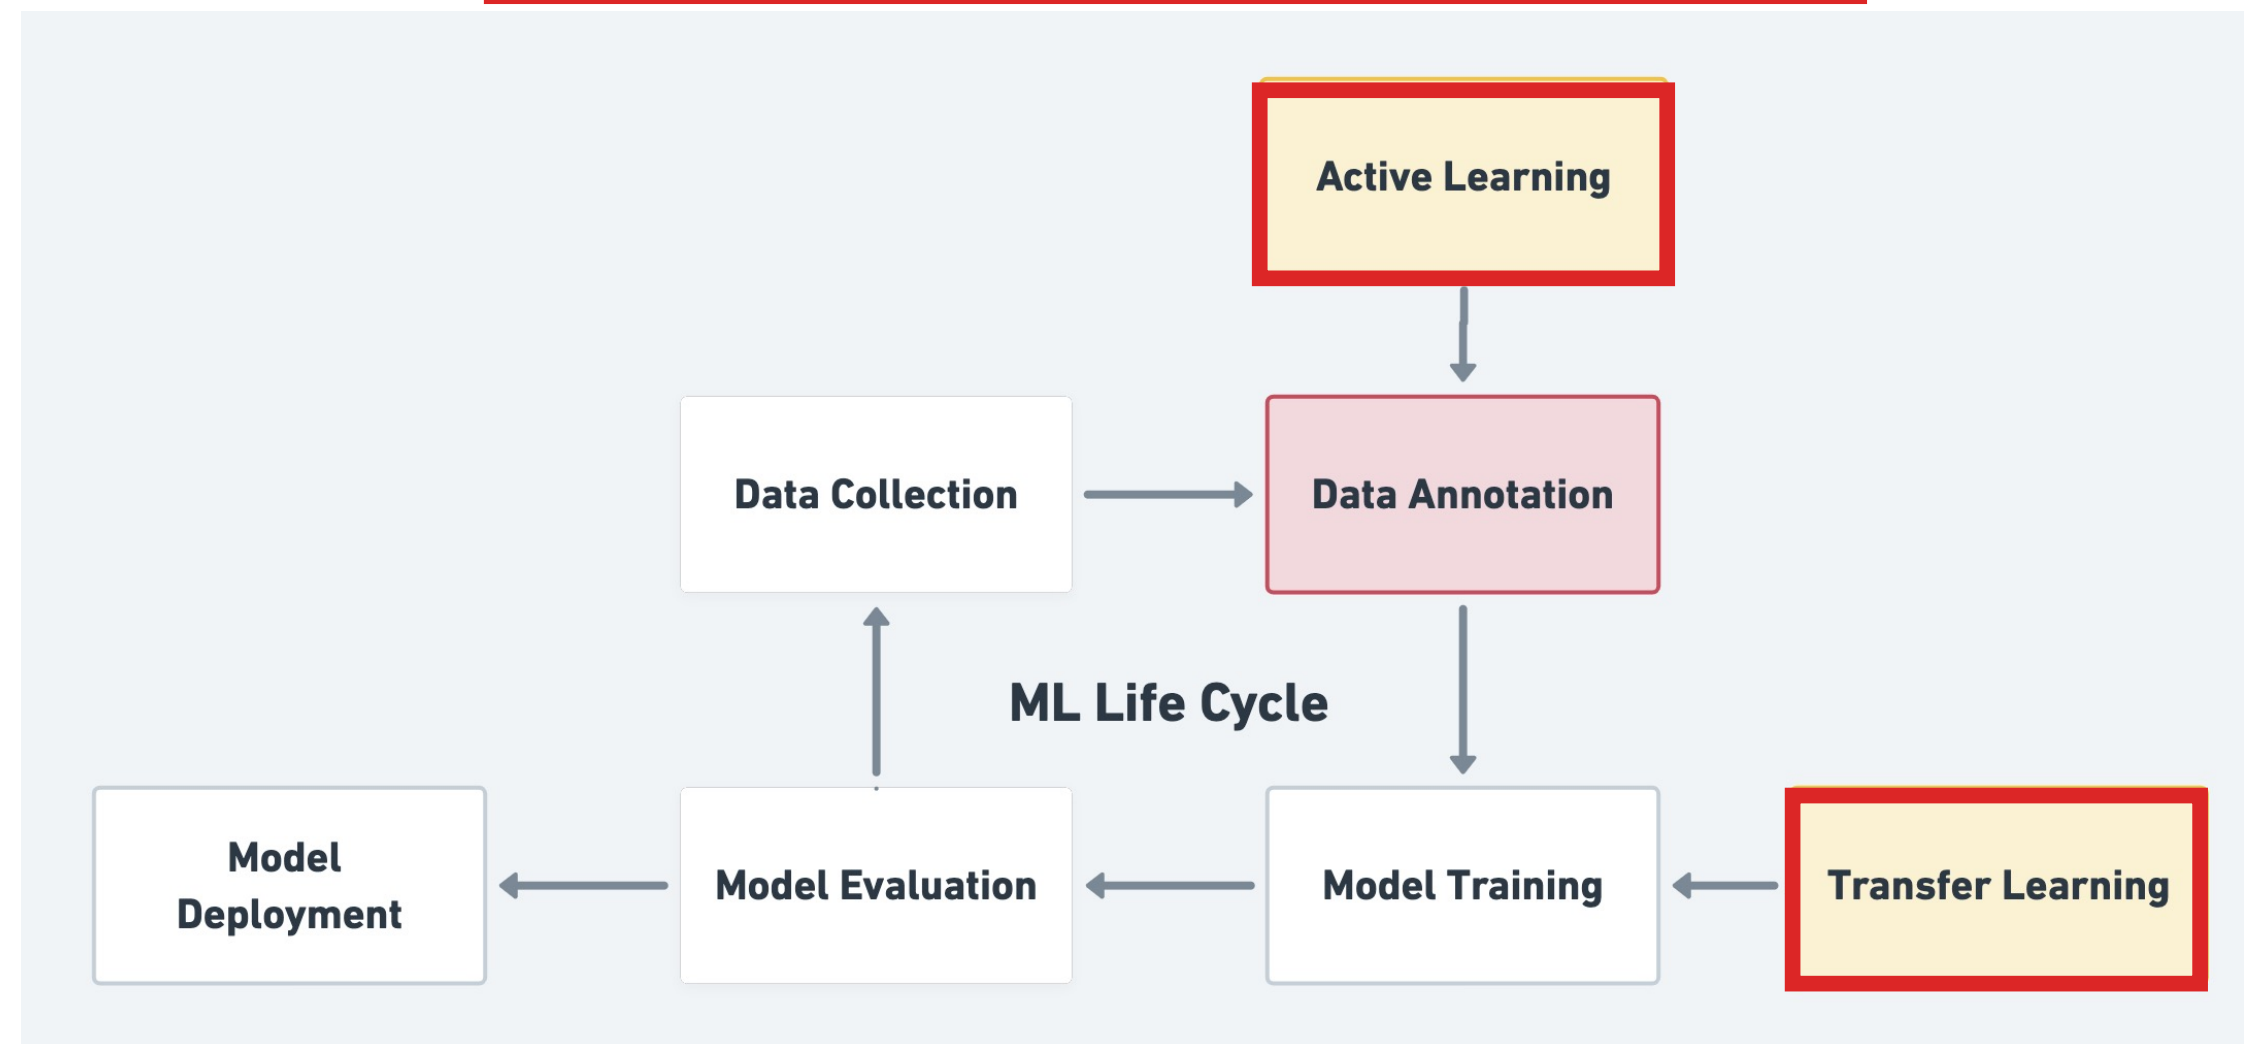 Active Learning
Data Collection
Data Annotation
ML Life Cycle
Model
Deployment
Model Evaluation
Model Training
Transfer Learning